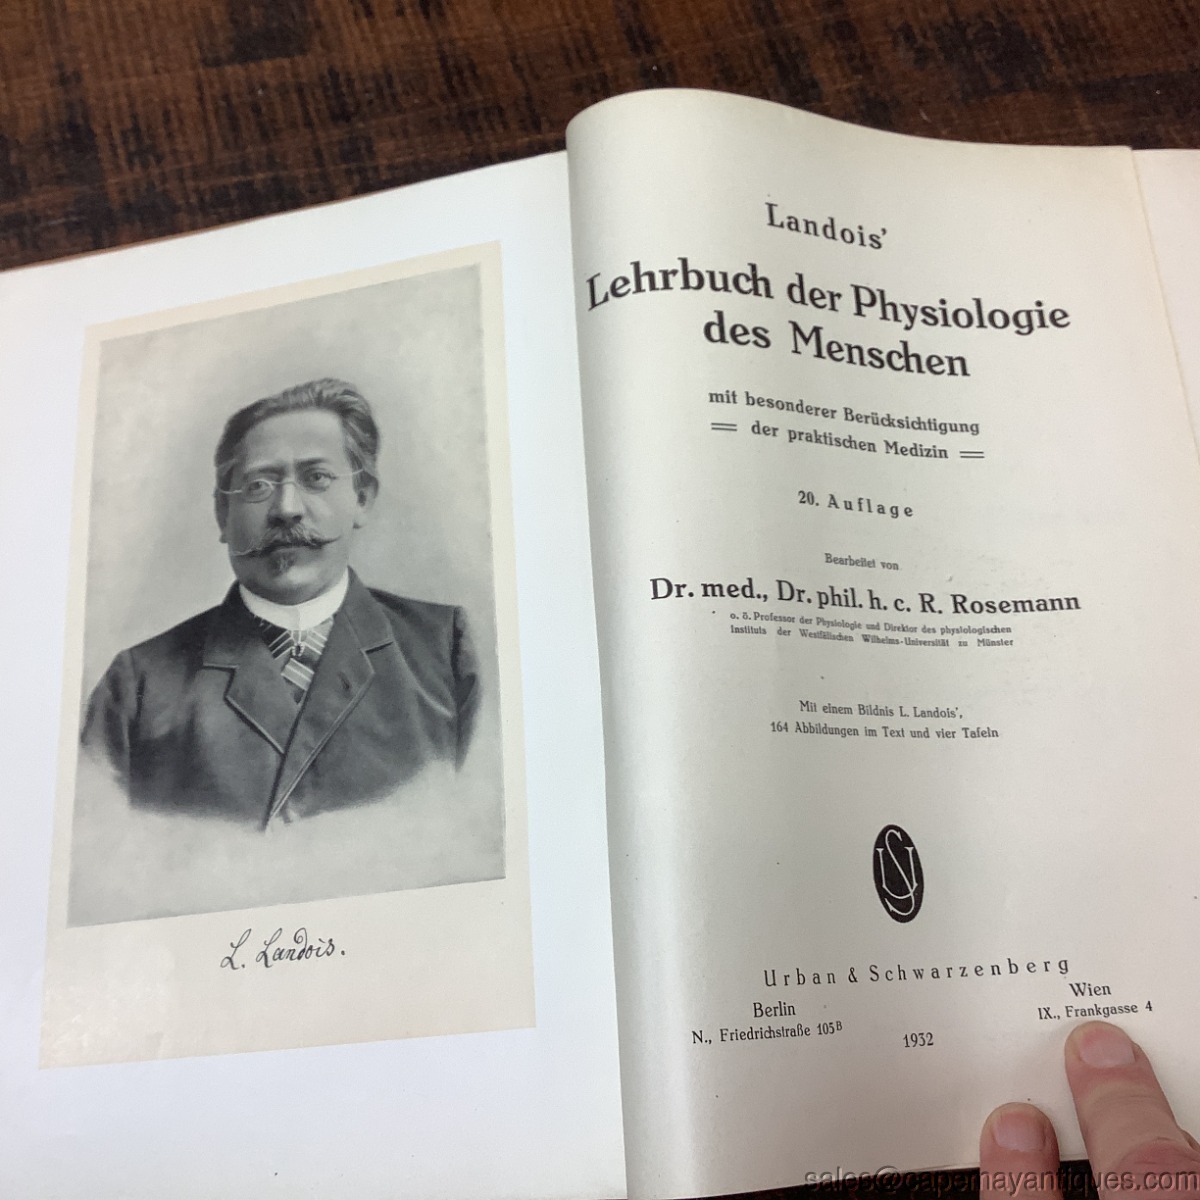 L. Landois.
Landois'
Lehrbuch der Physiologie
des Menschen
mit besonderer Berücksichtigung
der praktischen Medizin
20. Auflage
Bearbeitet von
Dr. med., Dr. phil. h. c. R. Rosemann
o. ö. Professor der Physiologie und Direktor des physiologischen
Instituts der Westfälischen Wilhelms-Universität zu Münster
Mit einem Bildnis L. Landois',
164 Abbildungen im Text und vier Tafeln
US
Urban & Schwarzenberg
Berlin Wien
N., Friedrichstraße 105B IX., Frankgasse 4
1932
sales@capemayantiques.com